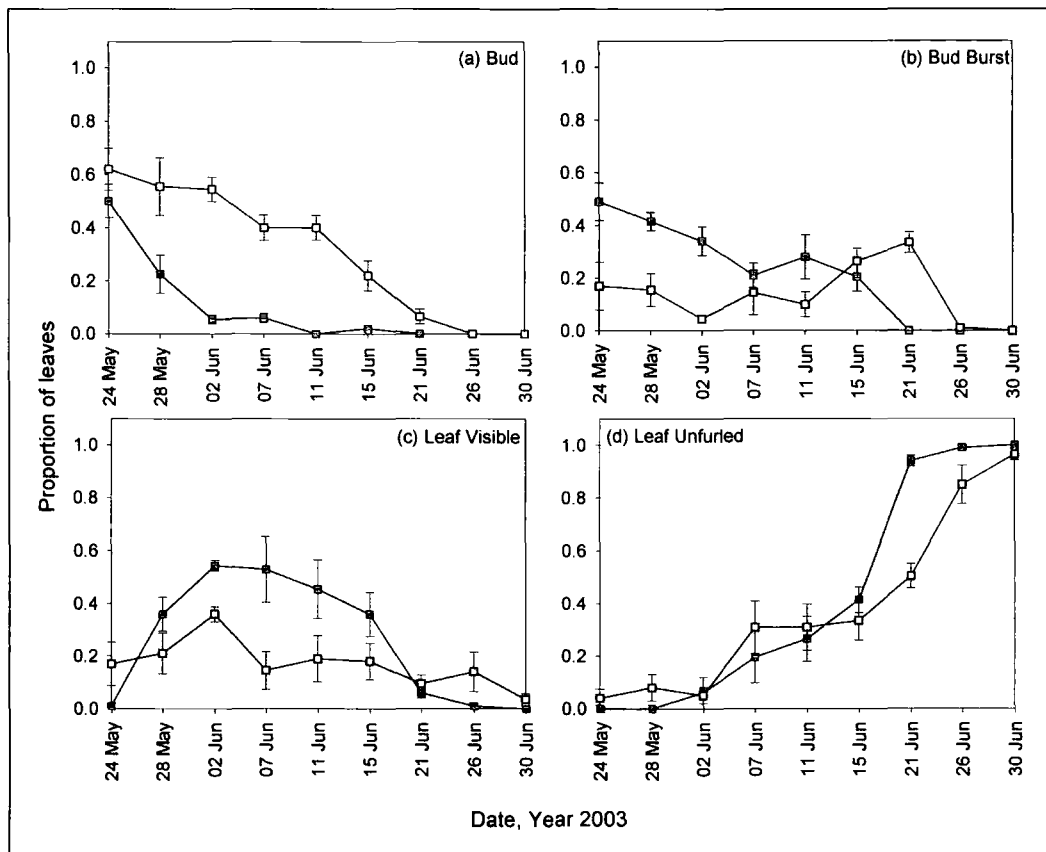 Proportion of leaves
(a) Bud
1.0
0.8
0.6
0.4
0.2
0.0
24 May
28 May
02 Jun
07 Jun
11 Jun
15 Jun
21 Jun
26 Jun
30 Jun
(b) Bud Burst
1.0
0.8
0.6
0.4
0.2
0.0
24 May
28 May
02 Jun
07 Jun
11 Jun
15 Jun
21 Jun
26 Jun
30 Jun
(c) Leaf Visible
1.0
0.8
0.6
0.4
0.2
0.0
24 May
28 May
02 Jun
07 Jun
11 Jun
15 Jun
21 Jun
26 Jun
30 Jun
(d) Leaf Unfurled
1.0
0.8
0.6
0.4
0.2
0.0
24 May
28 May
02 Jun
07 Jun
11 Jun
15 Jun
21 Jun
26 Jun
30 Jun
Date, Year 2003